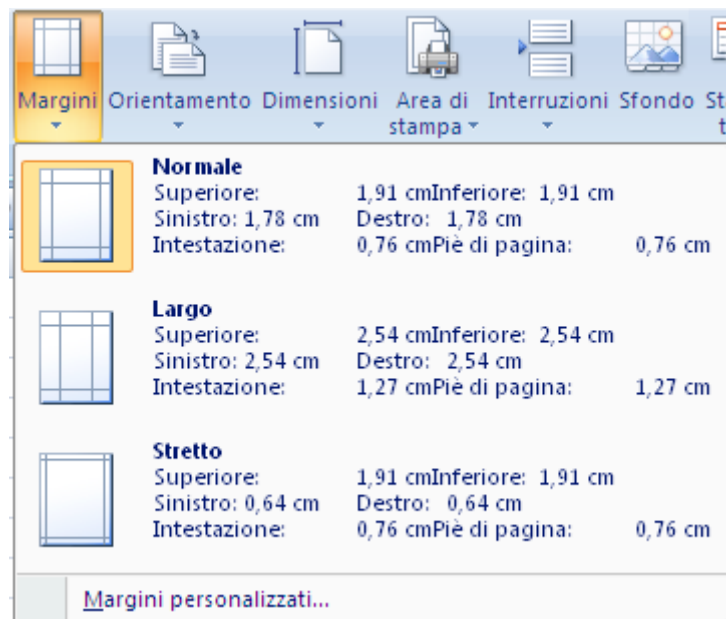 Margini Orientamento Dimensioni Area di stampa Interruzioni Sfondo
Normale
Superiore: 1,91 cmInferiore: 1,91 cm
Sinistro: 1,78 cm Destro: 1,78 cm
Intestazione: 0,76 cmPiè di pagina: 0,76 cm
Largo
Superiore: 2,54 cmInferiore: 2,54 cm
Sinistro: 2,54 cm Destro: 2,54 cm
Intestazione: 1,27 cmPiè di pagina: 1,27 cm
Stretto
Superiore: 1,91 cmInferiore: 1,91 cm
Sinistro: 0,64 cm Destro: 0,64 cm
Intestazione: 0,76 cmPiè di pagina: 0,76 cm
Margini personalizzati...